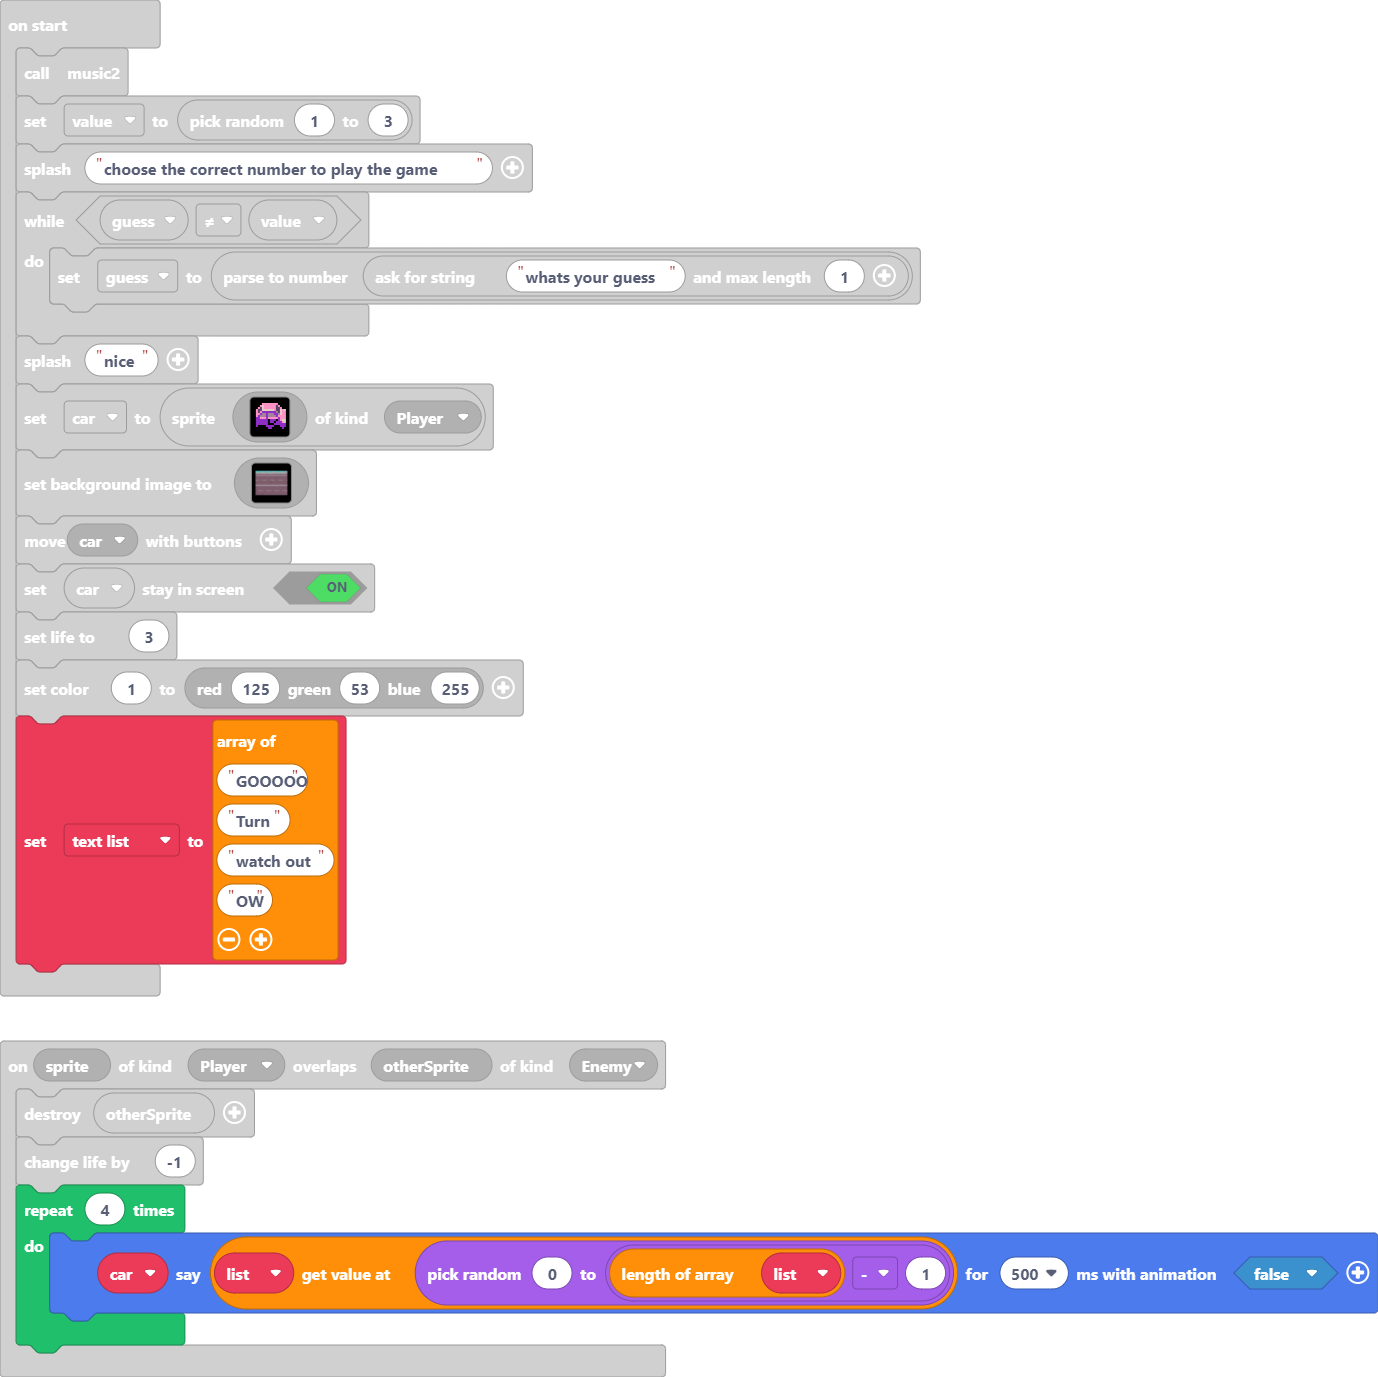 on start
call music2
set value to pick random 1 to 3
splash "choose the correct number to play the game "
while guess ≠ value
do
set guess to parse to number ask for string "whats your guess " and max length 1
splash "nice "
set car to sprite of kind Player
set background image to
move car with buttons
set car stay in screen ON
set life to 3
set color 1 to red 125 green 53 blue 255
set text list to array of
"GOOOOO"
"Turn "
"watch out "
"OW"
on sprite of kind Player overlaps otherSprite of kind Enemy
destroy otherSprite
change life by -1
repeat 4 times
do
car say list get value at pick random 0 to length of array list - 1 for 500 ms with animation false